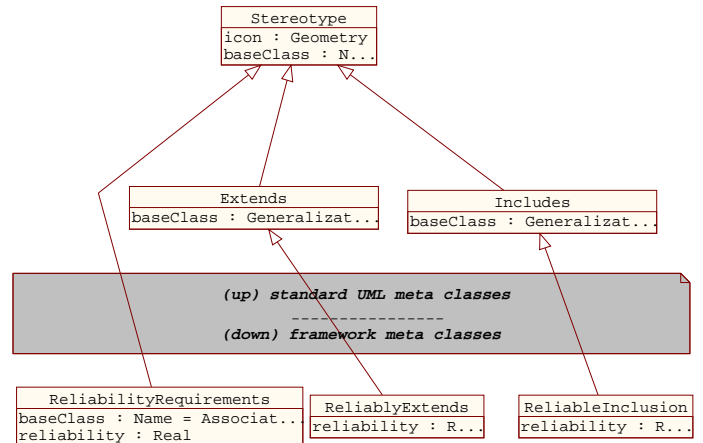 Stereotype
icon : Geometry
baseClass : N...
Extends
baseClass : Generalizat...
Includes
baseClass : Generalizat...
(up) standard UML meta classes
----------------
(down) framework meta classes
ReliabilityRequirements
baseClass : Name = Associat...
reliability : Real
ReliablyExtends
reliability : R...
ReliableInclusion
reliability : R...